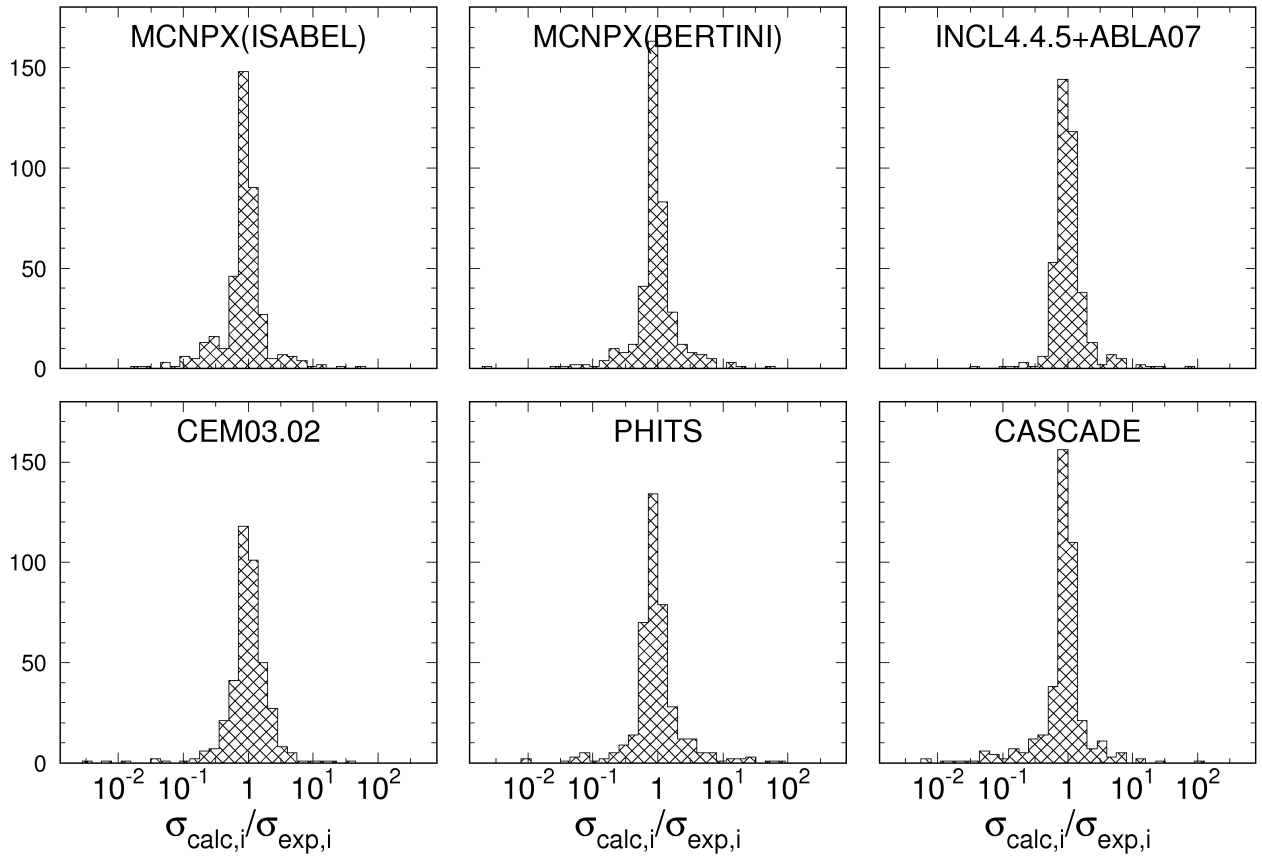 MCNPX(ISABEL) MCNPX(BERTINI) INCL4.4.5+ABLA07
150
100
50
0
CEM03.02 PHITS CASCADE
150
100
50
0
10^-2 10^-1 1 10^1 10^2 10^-2 10^-1 1 10^1 10^2 10^-2 10^-1 1 10^1 10^2
σcalc,i/σexp,i σcalc,i/σexp,i σcalc,i/σexp,i